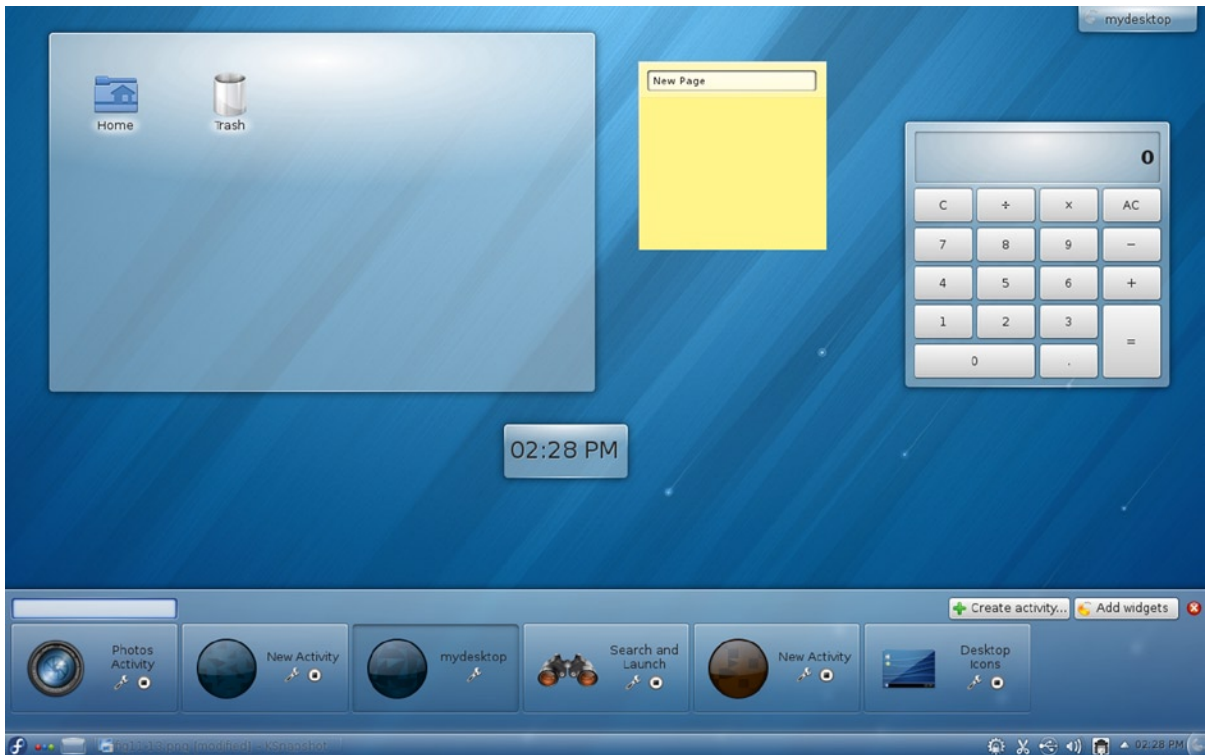 mydesktop
Home
Trash
New Page
0
C ÷ × AC
7 8 9 −
4 5 6 +
1 2 3
=
0 .
02:28 PM
Create activity... Add widgets
Photos
Activity
New Activity
mydesktop
Search and
Launch
New Activity
Desktop
Icons
[modified] – KSnapshot
02:28 PM